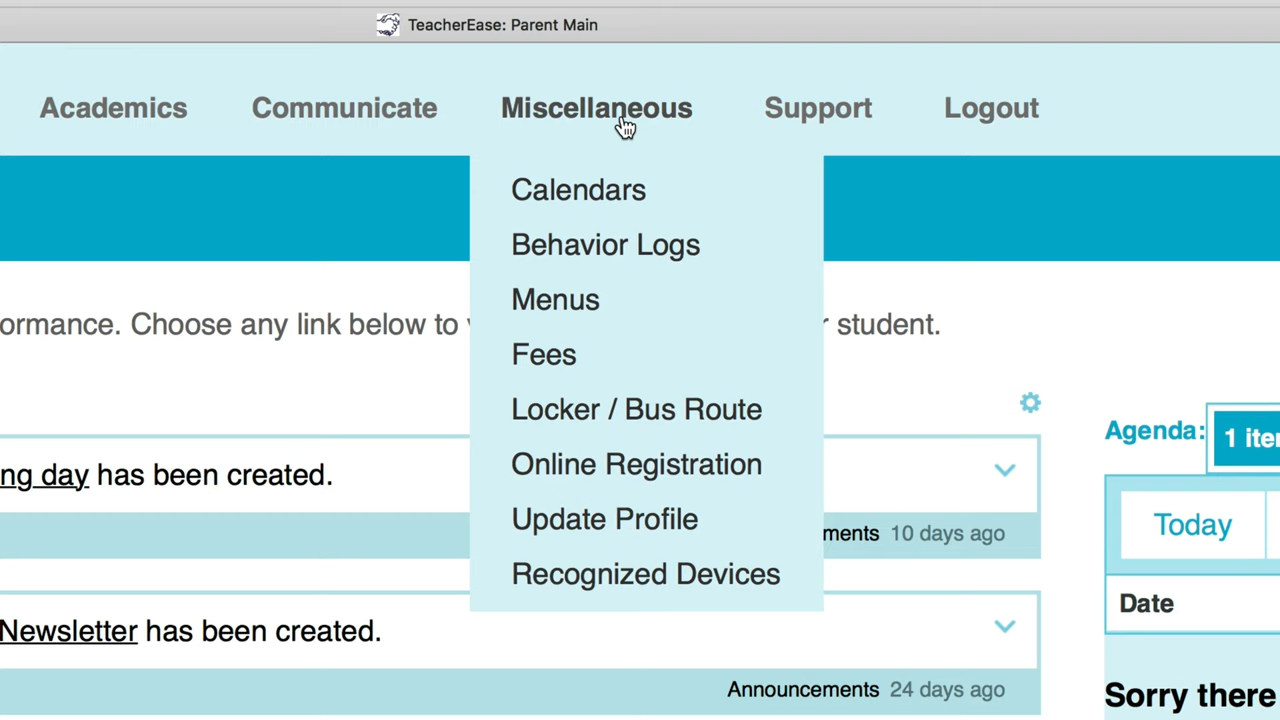 TeacherEase: Parent Main
Academics Communicate Miscellaneous Support Logout
Calendars
Behavior Logs
Menus
Fees
Locker / Bus Route
Online Registration
Update Profile
Recognized Devices
ormance. Choose any link below to student.
Agenda: 1 iter
ng day has been created.
Today
ments 10 days ago
Date
Newsletter has been created.
Announcements 24 days ago
Sorry there